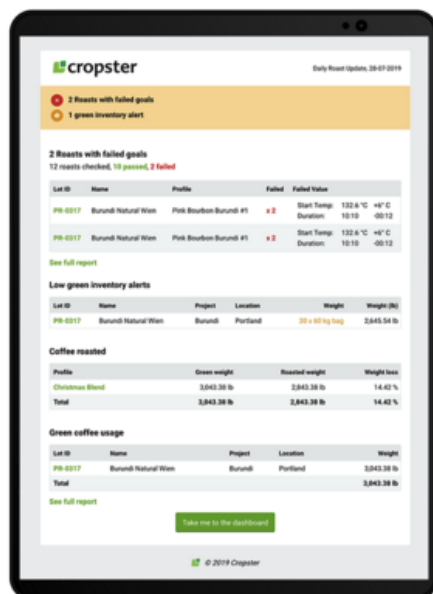 cropster
Daily Roast Update, 28-07-2019
2 Roasts with failed goals
1 green inventory alert
2 Roasts with failed goals
12 roasts checked, 10 passed, 2 failed
Lot ID Name Profile Failed Failed Value
PR-0317 Burundi Natural Wien Pink Bourbon Burundi #1 x 2 Start Temp: 132.6 °C +6° C
Duration: 10:10 -00:12
PR-0317 Burundi Natural Wien Pink Bourbon Burundi #1 x 2 Start Temp: 132.6 °C +6° C
Duration: 10:10 -00:12
See full report
Low green inventory alerts
Lot ID Name Project Location Weight Weight (lb)
PR-0317 Burundi Natural Wien Burundi Portland 20 x 60 kg bag 2,645.54 lb
Coffee roasted
Profile Green weight Roasted weight Weight loss
Christmas Blend 3,043.38 lb 2,843.38 lb 14.42 %
Total 3,043.38 lb 2,843.38 lb 14.42 %
Green coffee usage
Lot ID Name Project Location Weight
PR-0317 Burundi Natural Wien Burundi Portland 3,043.38 lb
Total 3,043.38 lb
See full report
Take me to the dashboard
© 2019 Cropster